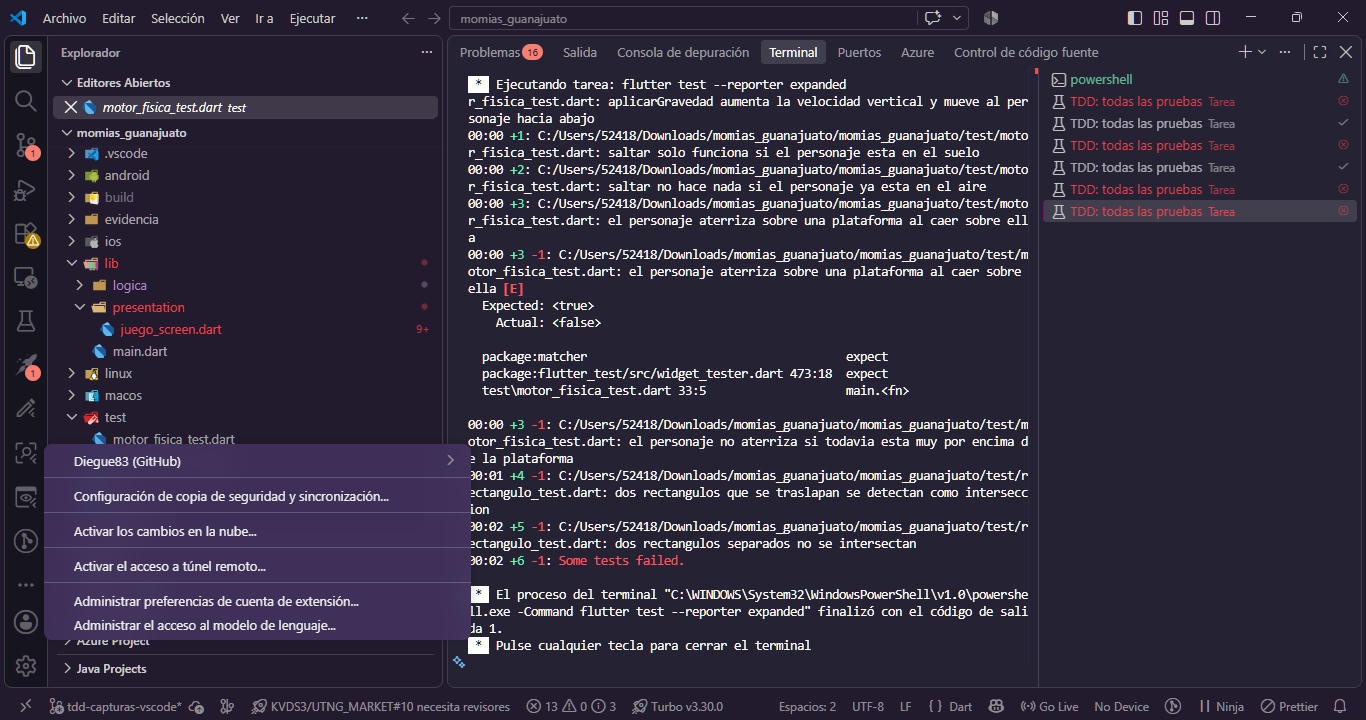 Archivo Editar Selección Ver Ir a Ejecutar ···
momias_guanajuato
Explorador ···
Editores Abiertos
motor_fisica_test.dart test
momias_guanajuato
.vscode
android
build
evidencia
ios
lib
logica
presentation
juego_screen.dart 9+
main.dart
linux
macos
test
motor_fisica_test.dart
1
1
Diegue83 (GitHub)
Configuración de copia de seguridad y sincronización...
Activar los cambios en la nube...
Activar el acceso a túnel remoto...
Administrar preferencias de cuenta de extensión...
Administrar el acceso al modelo de lenguaje...
Azure Project
Java Projects
Problemas 16 Salida Consola de depuración Terminal Puertos Azure Control de código fuente
* Ejecutando tarea: flutter test --reporter expanded
r_fisica_test.dart: aplicarGravedad aumenta la velocidad vertical y mueve al per
sonaje hacia abajo
00:00 +1: C:/Users/52418/Downloads/momias_guanajuato/momias_guanajuato/test/moto
r_fisica_test.dart: saltar solo funciona si el personaje esta en el suelo
00:00 +2: C:/Users/52418/Downloads/momias_guanajuato/momias_guanajuato/test/moto
r_fisica_test.dart: saltar no hace nada si el personaje ya esta en el aire
00:00 +3: C:/Users/52418/Downloads/momias_guanajuato/momias_guanajuato/test/moto
r_fisica_test.dart: el personaje aterriza sobre una plataforma al caer sobre ell
a
00:00 +3 -1: C:/Users/52418/Downloads/momias_guanajuato/momias_guanajuato/test/m
otor_fisica_test.dart: el personaje aterriza sobre una plataforma al caer sobre
ella [E]
Expected: <true>
Actual: <false>
package:matcher expect
package:flutter_test/src/widget_tester.dart 473:18 expect
test\motor_fisica_test.dart 33:5 main.<fn>
00:00 +3 -1: C:/Users/52418/Downloads/momias_guanajuato/momias_guanajuato/test/m
otor_fisica_test.dart: el personaje no aterriza si todavia esta muy por encima d
e la plataforma
00:01 +4 -1: C:/Users/52418/Downloads/momias_guanajuato/momias_guanajuato/test/r
ectangulo_test.dart: dos rectangulos que se traslapan se detectan como intersecc
ion
00:02 +5 -1: C:/Users/52418/Downloads/momias_guanajuato/momias_guanajuato/test/r
ectangulo_test.dart: dos rectangulos separados no se intersectan
00:02 +6 -1: Some tests failed.
* El proceso del terminal "C:\WINDOWS\System32\WindowsPowerShell\v1.0\powershe
ll.exe -Command flutter test --reporter expanded" finalizó con el código de sali
da 1.
* Pulse cualquier tecla para cerrar el terminal
powershell
TDD: todas las pruebas Tarea
TDD: todas las pruebas Tarea
TDD: todas las pruebas Tarea
TDD: todas las pruebas Tarea
TDD: todas las pruebas Tarea
TDD: todas las pruebas Tarea
tdd-capturas-vscode* KVDS3/UTNG_MARKET#10 necesita revisores 13 0 3 Turbo v3.30.0 Espacios: 2 UTF-8 LF {} Dart Go Live No Device Ninja Prettier